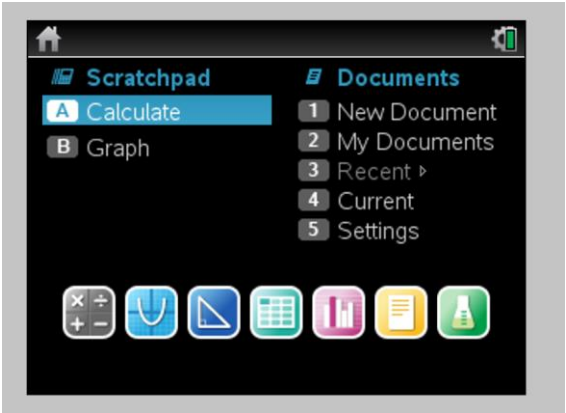 Scratchpad
A Calculate
B Graph
Documents
1 New Document
2 My Documents
3 Recent ▹
4 Current
5 Settings
× ÷
+ −